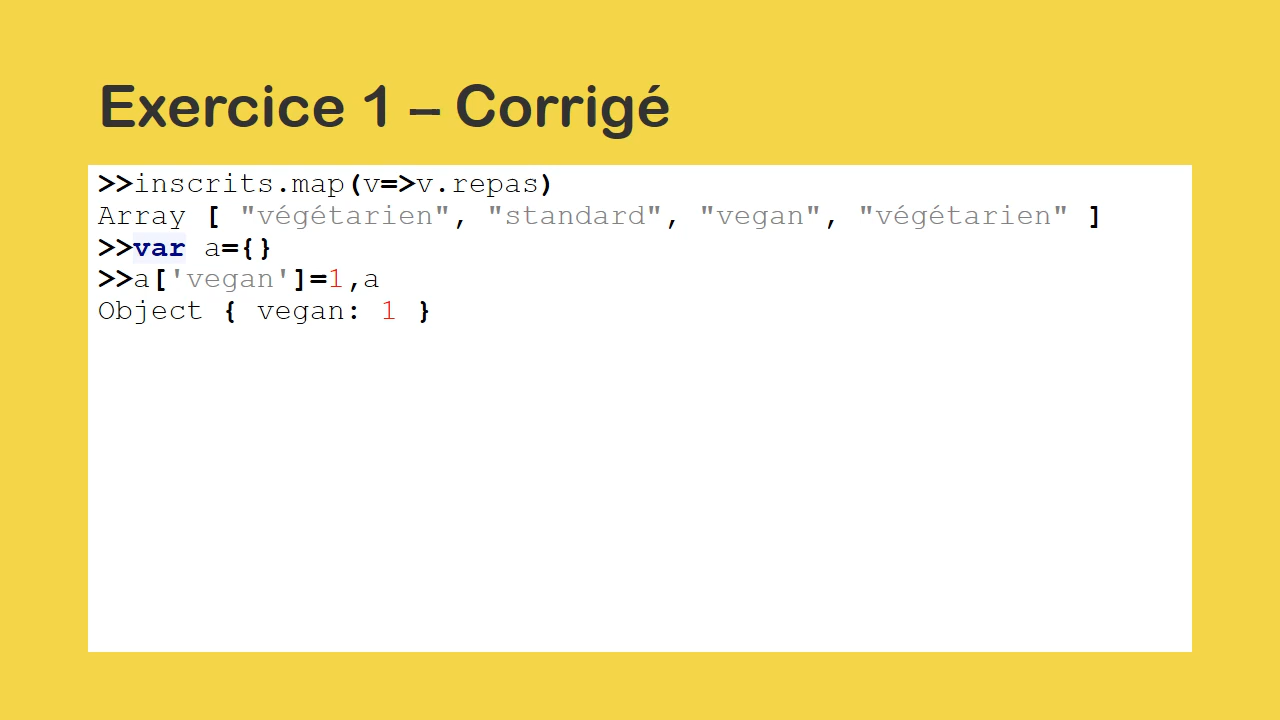 Exercice 1 – Corrigé
>>inscrits.map(v=>v.repas)
Array [ "végétarien", "standard", "vegan", "végétarien" ]
>>var a={}
>>a['vegan']=1,a
Object { vegan: 1 }